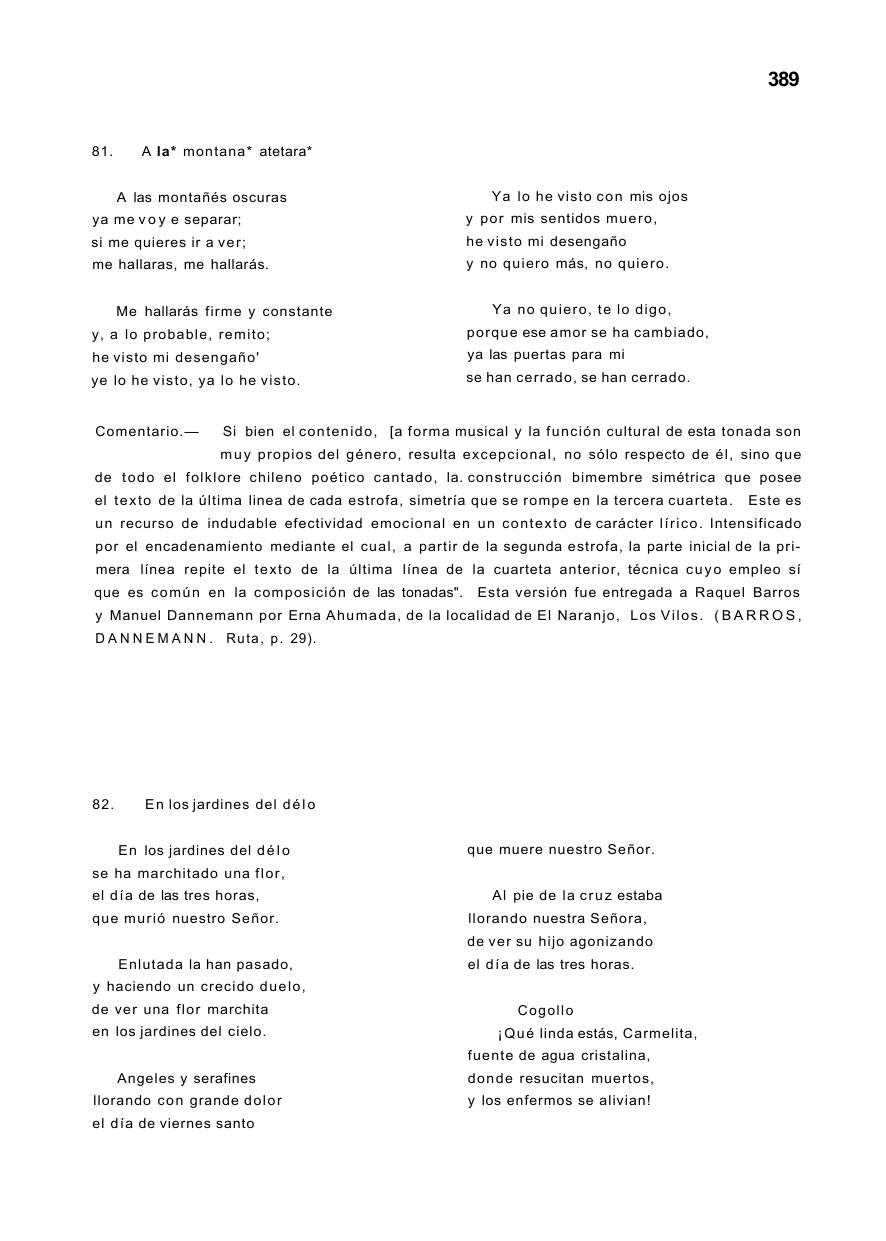 389
81. A la* montana* atetara*
A las montañés oscuras
ya me voy e separar;
si me quieres ir a ver;
me hallaras, me hallarás.
Me hallarás firme y constante
y, a lo probable, remito;
he visto mi desengaño'
ye lo he visto, ya lo he visto.
Ya lo he visto con mis ojos
y por mis sentidos muero,
he visto mi desengaño
y no quiero más, no quiero.
Ya no quiero, te lo digo,
porque ese amor se ha cambiado,
ya las puertas para mi
se han cerrado, se han cerrado.
Comentario.— Si bien el contenido, [a forma musical y la función cultural de esta tonada son
muy propios del género, resulta excepcional, no sólo respecto de él, sino que
de todo el folklore chileno poético cantado, la. construcción bimembre simétrica que posee
el texto de la última linea de cada estrofa, simetría que se rompe en la tercera cuarteta. Este es
un recurso de indudable efectividad emocional en un contexto de carácter lírico. Intensificado
por el encadenamiento mediante el cual, a partir de la segunda estrofa, la parte inicial de la pri-
mera línea repite el texto de la última línea de la cuarteta anterior, técnica cuyo empleo sí
que es común en la composición de las tonadas". Esta versión fue entregada a Raquel Barros
y Manuel Dannemann por Erna Ahumada, de la localidad de El Naranjo, Los Vilos. (BARROS,
DANNEMANN. Ruta, p. 29).
82. En los jardines del délo
En los jardines del délo
se ha marchitado una flor,
el día de las tres horas,
que murió nuestro Señor.
Enlutada la han pasado,
y haciendo un crecido duelo,
de ver una flor marchita
en los jardines del cielo.
Angeles y serafines
llorando con grande dolor
el día de viernes santo
que muere nuestro Señor.
Al pie de la cruz estaba
llorando nuestra Señora,
de ver su hijo agonizando
el día de las tres horas.
Cogollo
¡Qué linda estás, Carmelita,
fuente de agua cristalina,
donde resucitan muertos,
y los enfermos se alivian!